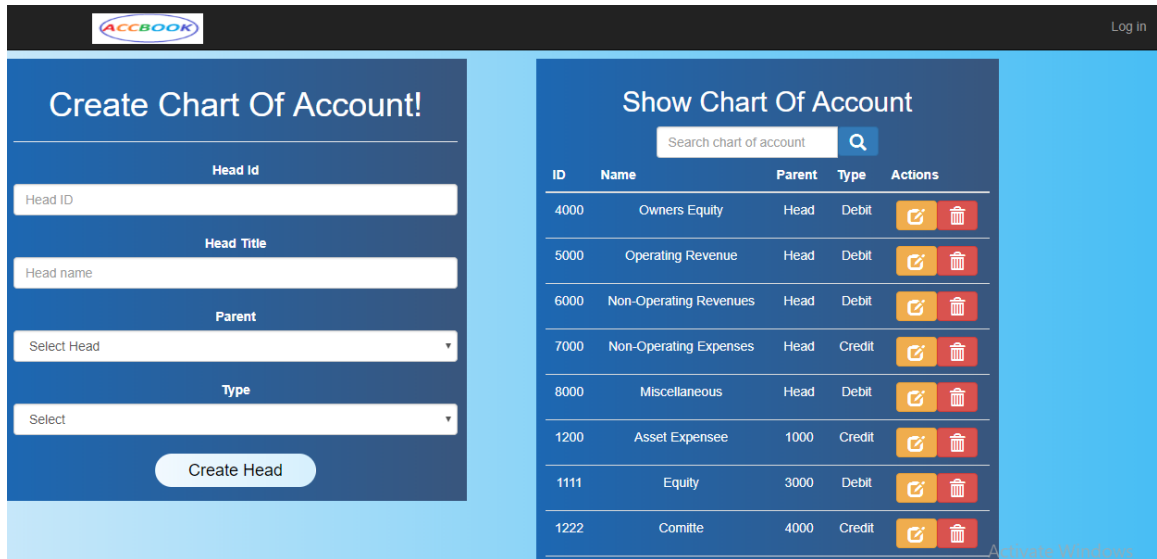 ACCBOOK
Log in
Create Chart Of Account!
Head Id
Head ID
Head Title
Head name
Parent
Select Head
Type
Select
Create Head
Show Chart Of Account
Search chart of account
ID Name Parent Type Actions
4000 Owners Equity Head Debit
5000 Operating Revenue Head Debit
6000 Non-Operating Revenues Head Debit
7000 Non-Operating Expenses Head Credit
8000 Miscellaneous Head Debit
1200 Asset Expensee 1000 Credit
1111 Equity 3000 Debit
1222 Comitte 4000 Credit
Activate Windows